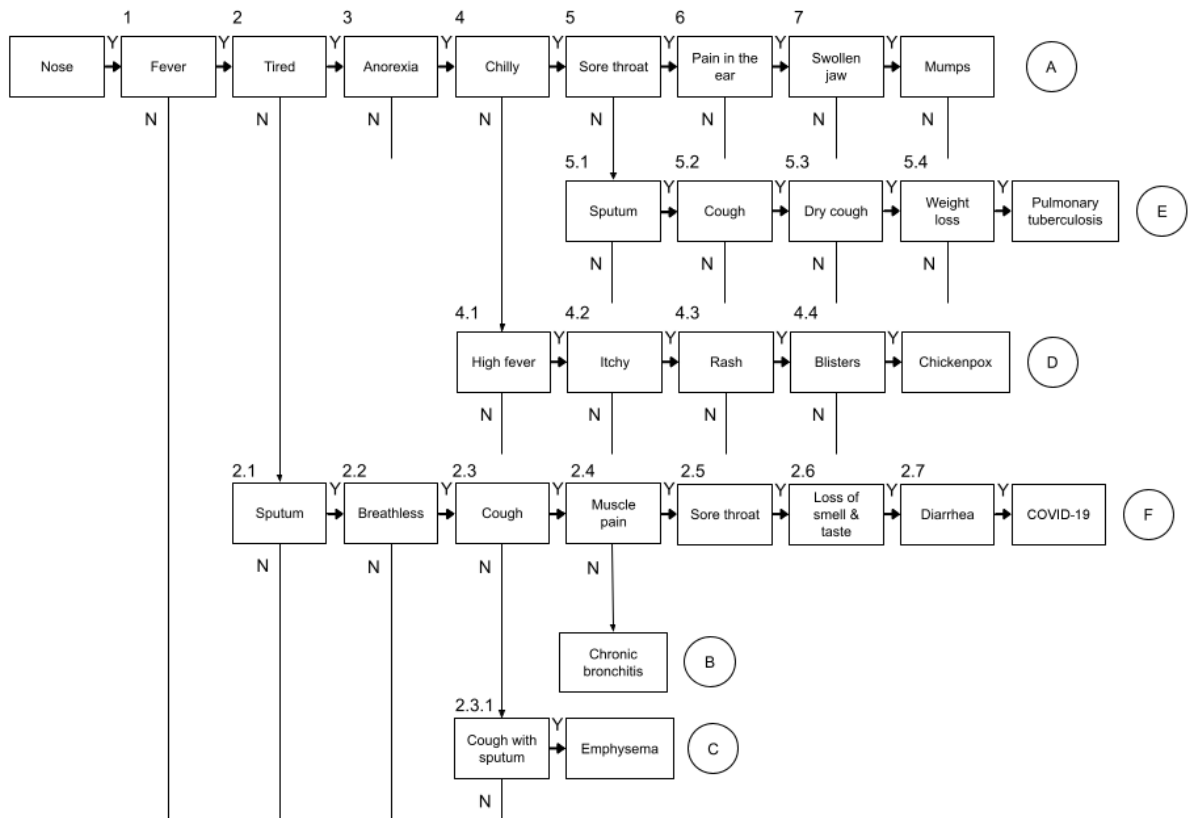 1 2 3 4 5 6 7
Y Y Y Y Y Y Y Y
Nose Fever Tired Anorexia Chilly Sore throat Pain in the Swollen Mumps A
ear jaw
N N N N N N N N
5.1 5.2 5.3 5.4
Y Y Y Y
Sputum Cough Dry cough Weight Pulmonary E
loss tuberculosis
N N N N
4.1 4.2 4.3 4.4
Y Y Y Y
High fever Itchy Rash Blisters Chickenpox D
N N N N
2.1 2.2 2.3 2.4 2.5 2.6 2.7
Y Y Y Y Y Y Y
Sputum Breathless Cough Muscle Sore throat Loss of Diarrhea COVID-19 F
pain smell &
taste
N N N N
Chronic B
bronchitis
2.3.1
Y
Cough with Emphysema C
sputum
N